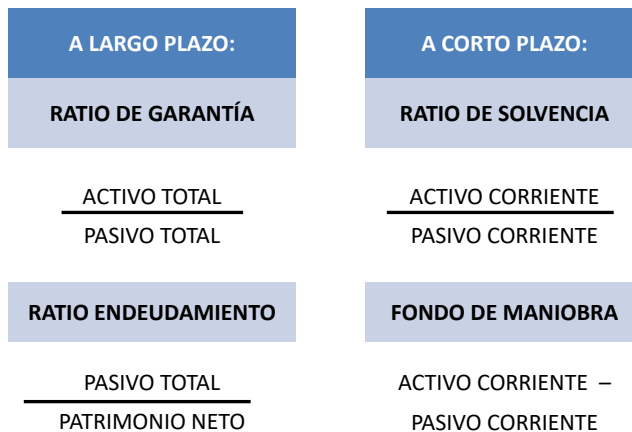 A LARGO PLAZO:
RATIO DE GARANTÍA
ACTIVO TOTAL
PASIVO TOTAL
RATIO ENDEUDAMIENTO
PASIVO TOTAL
PATRIMONIO NETO
A CORTO PLAZO:
RATIO DE SOLVENCIA
ACTIVO CORRIENTE
PASIVO CORRIENTE
FONDO DE MANIOBRA
ACTIVO CORRIENTE –
PASIVO CORRIENTE